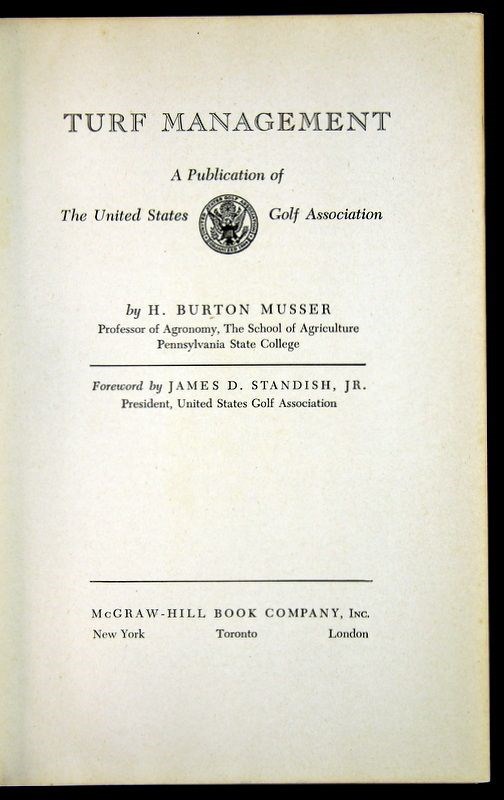 TURF MANAGEMENT
A Publication of
The United States Golf Association
by H. BURTON MUSSER
Professor of Agronomy, The School of Agriculture
Pennsylvania State College
Foreword by JAMES D. STANDISH, JR.
President, United States Golf Association
McGRAW-HILL BOOK COMPANY, INC.
New York Toronto London